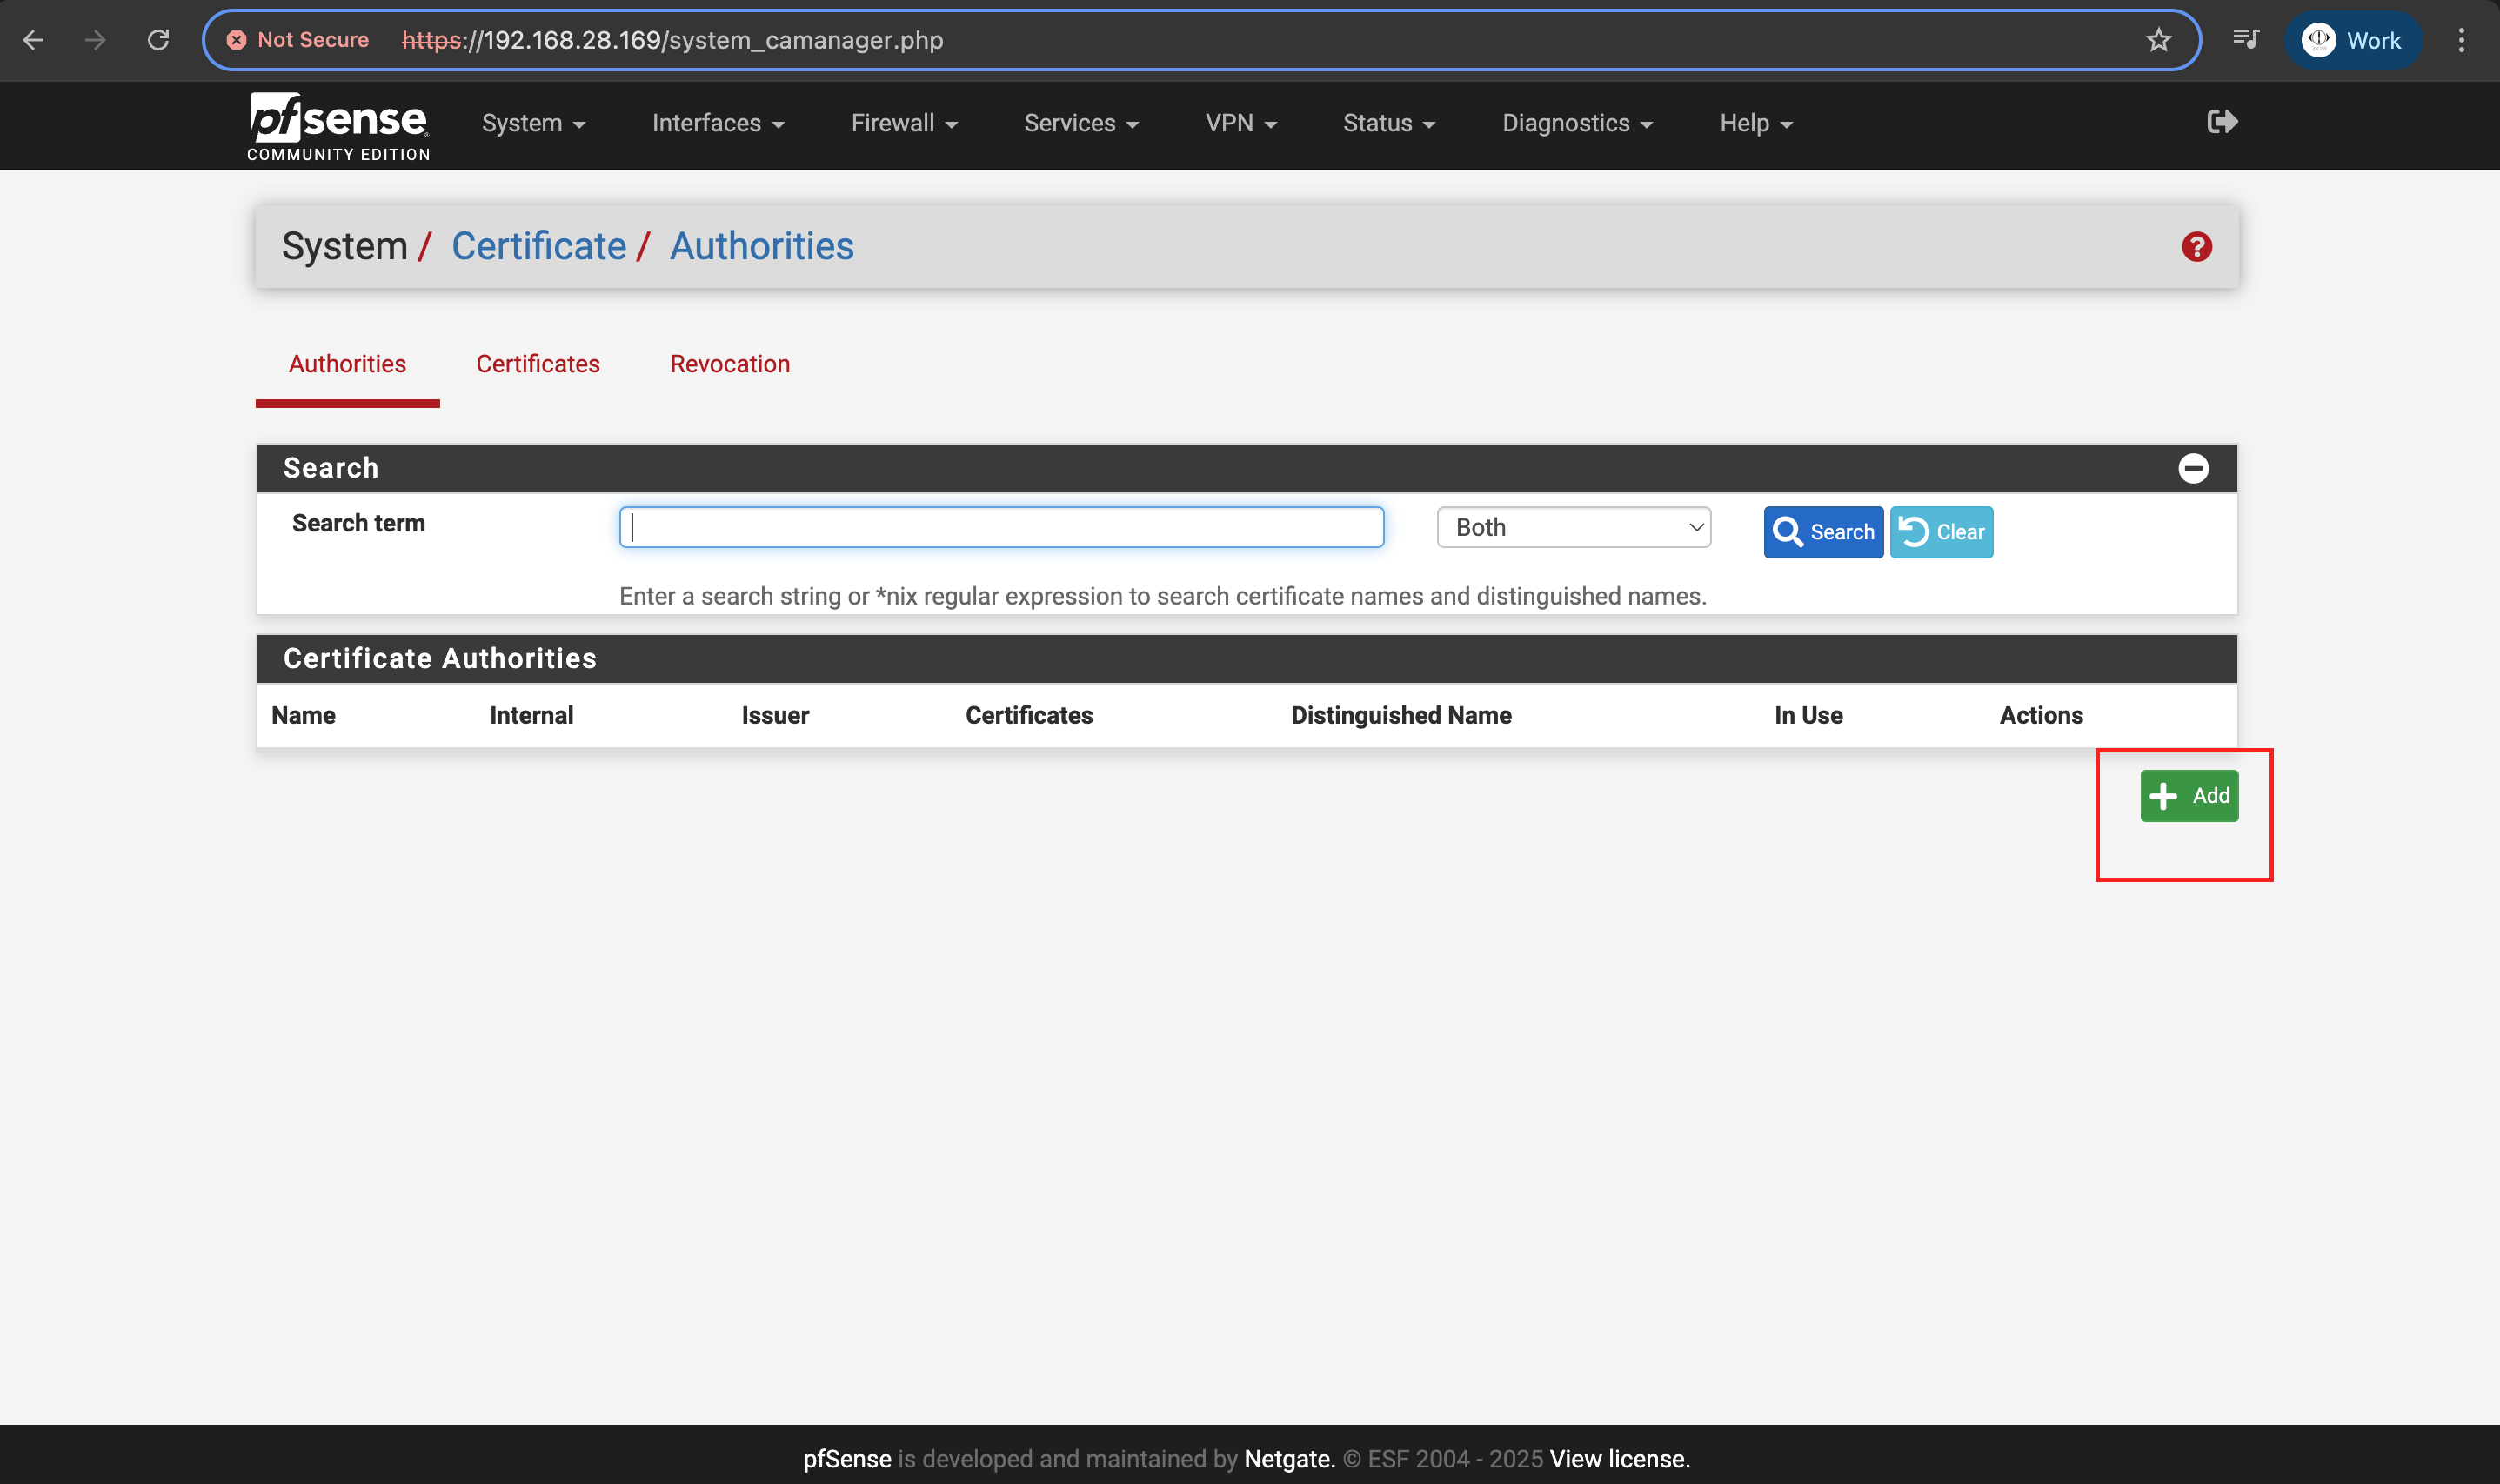 Not Secure https://192.168.28.169/system_camanager.php Work
pfsense System Interfaces Firewall Services VPN Status Diagnostics Help
COMMUNITY EDITION
System / Certificate / Authorities
Authorities Certificates Revocation
Search
Search term Both Search Clear
Enter a search string or *nix regular expression to search certificate names and distinguished names.
Certificate Authorities
Name Internal Issuer Certificates Distinguished Name In Use Actions
Add
pfSense is developed and maintained by Netgate. © ESF 2004 - 2025 View license.